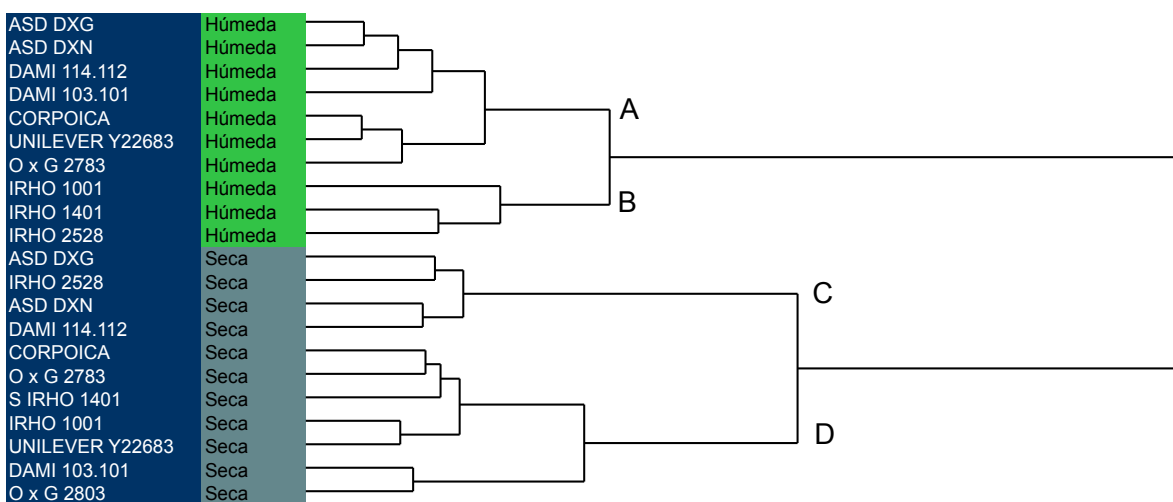 ASD DXG Húmeda
ASD DXN Húmeda
DAMI 114.112 Húmeda
DAMI 103.101 Húmeda
A
CORPOICA Húmeda
UNILEVER Y22683 Húmeda
O x G 2783 Húmeda
IRHO 1001 Húmeda
B
IRHO 1401 Húmeda
IRHO 2528 Húmeda
ASD DXG Seca
IRHO 2528 Seca
C
ASD DXN Seca
DAMI 114.112 Seca
CORPOICA Seca
O x G 2783 Seca
S IRHO 1401 Seca
IRHO 1001 Seca
D
UNILEVER Y22683 Seca
DAMI 103.101 Seca
O x G 2803 Seca